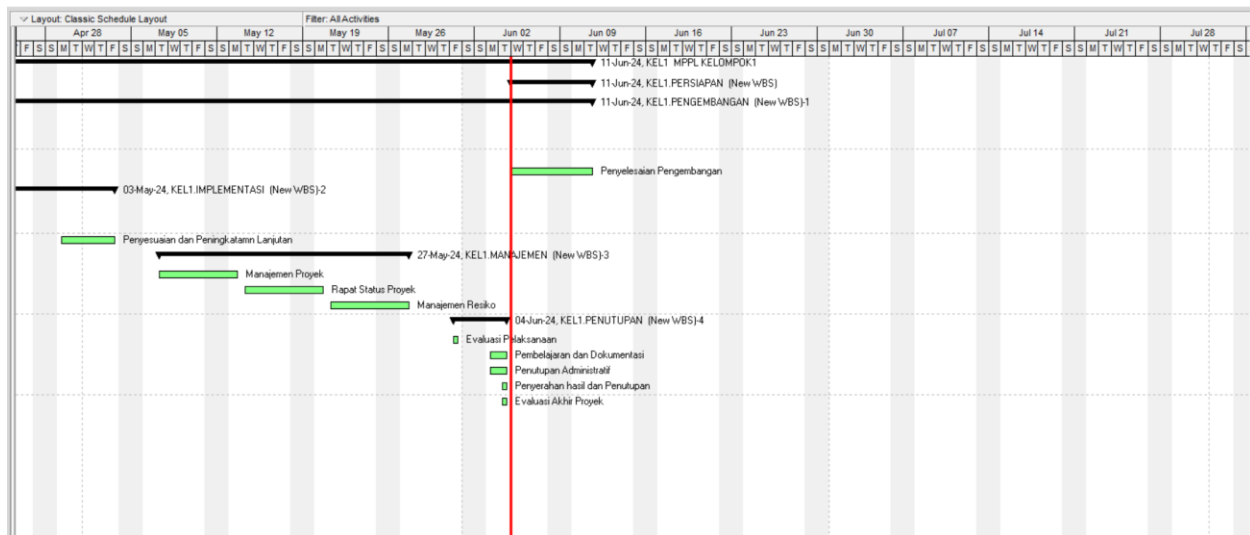 Layout: Classic Schedule Layout Filter: All Activities
Apr 28 May 05 May 12 May 19 May 26 Jun 02 Jun 09 Jun 16 Jun 23 Jun 30 Jul 07 Jul 14 Jul 21 Jul 28
F S S M T W T F S S M T W T F S S M T W T F S S M T W T F S S M T W T F S S M T W T F S S M T W T F S S M T W T F S S M T W T F S S M T W T F S S M T W T F S S M T W T F S S M T W T F S S M T W T F S
11-Jun-24, KEL1 MPPL KELOMPOK1
11-Jun-24, KEL1.PERSIAPAN (New WBS)
11-Jun-24, KEL1.PENGEMBANGAN (New WBS)-1
Penyelesaian Pengembangan
03-May-24, KEL1.IMPLEMENTASI (New WBS)-2
Penyesuaian dan Peningkatamn Lanjutan
27-May-24, KEL1.MANAJEMEN (New WBS)-3
Manajemen Proyek
Rapat Status Proyek
Manajemen Resiko
04-Jun-24, KEL1.PENUTUPAN (New WBS)-4
Evaluasi Pelaksanaan
Pembelajaran dan Dokumentasi
Penutupan Administratif
Penyerahan hasil dan Penutupan
Evaluasi Akhir Proyek